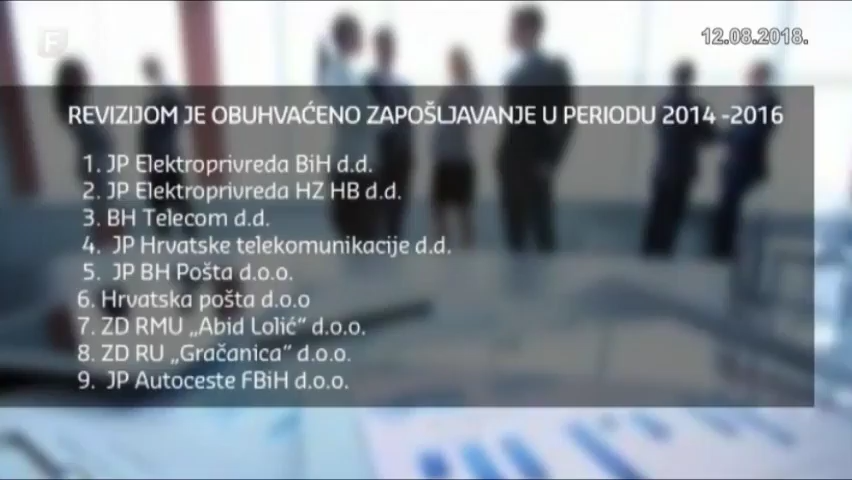 F
12.08.2018.
REVIZIJOM JE OBUHVAĆENO ZAPOŠLJAVANJE U PERIODU 2014 -2016
1. JP Elektroprivreda BiH d.d.
2. JP Elektroprivreda HZ HB d.d.
3. BH Telecom d.d.
4. JP Hrvatske telekomunikacije d.d.
5. JP BH Pošta d.o.o.
6. Hrvatska pošta d.o.o
7. ZD RMU „Abid Lolić“ d.o.o.
8. ZD RU „Gračanica“ d.o.o.
9. JP Autoceste FBiH d.o.o.